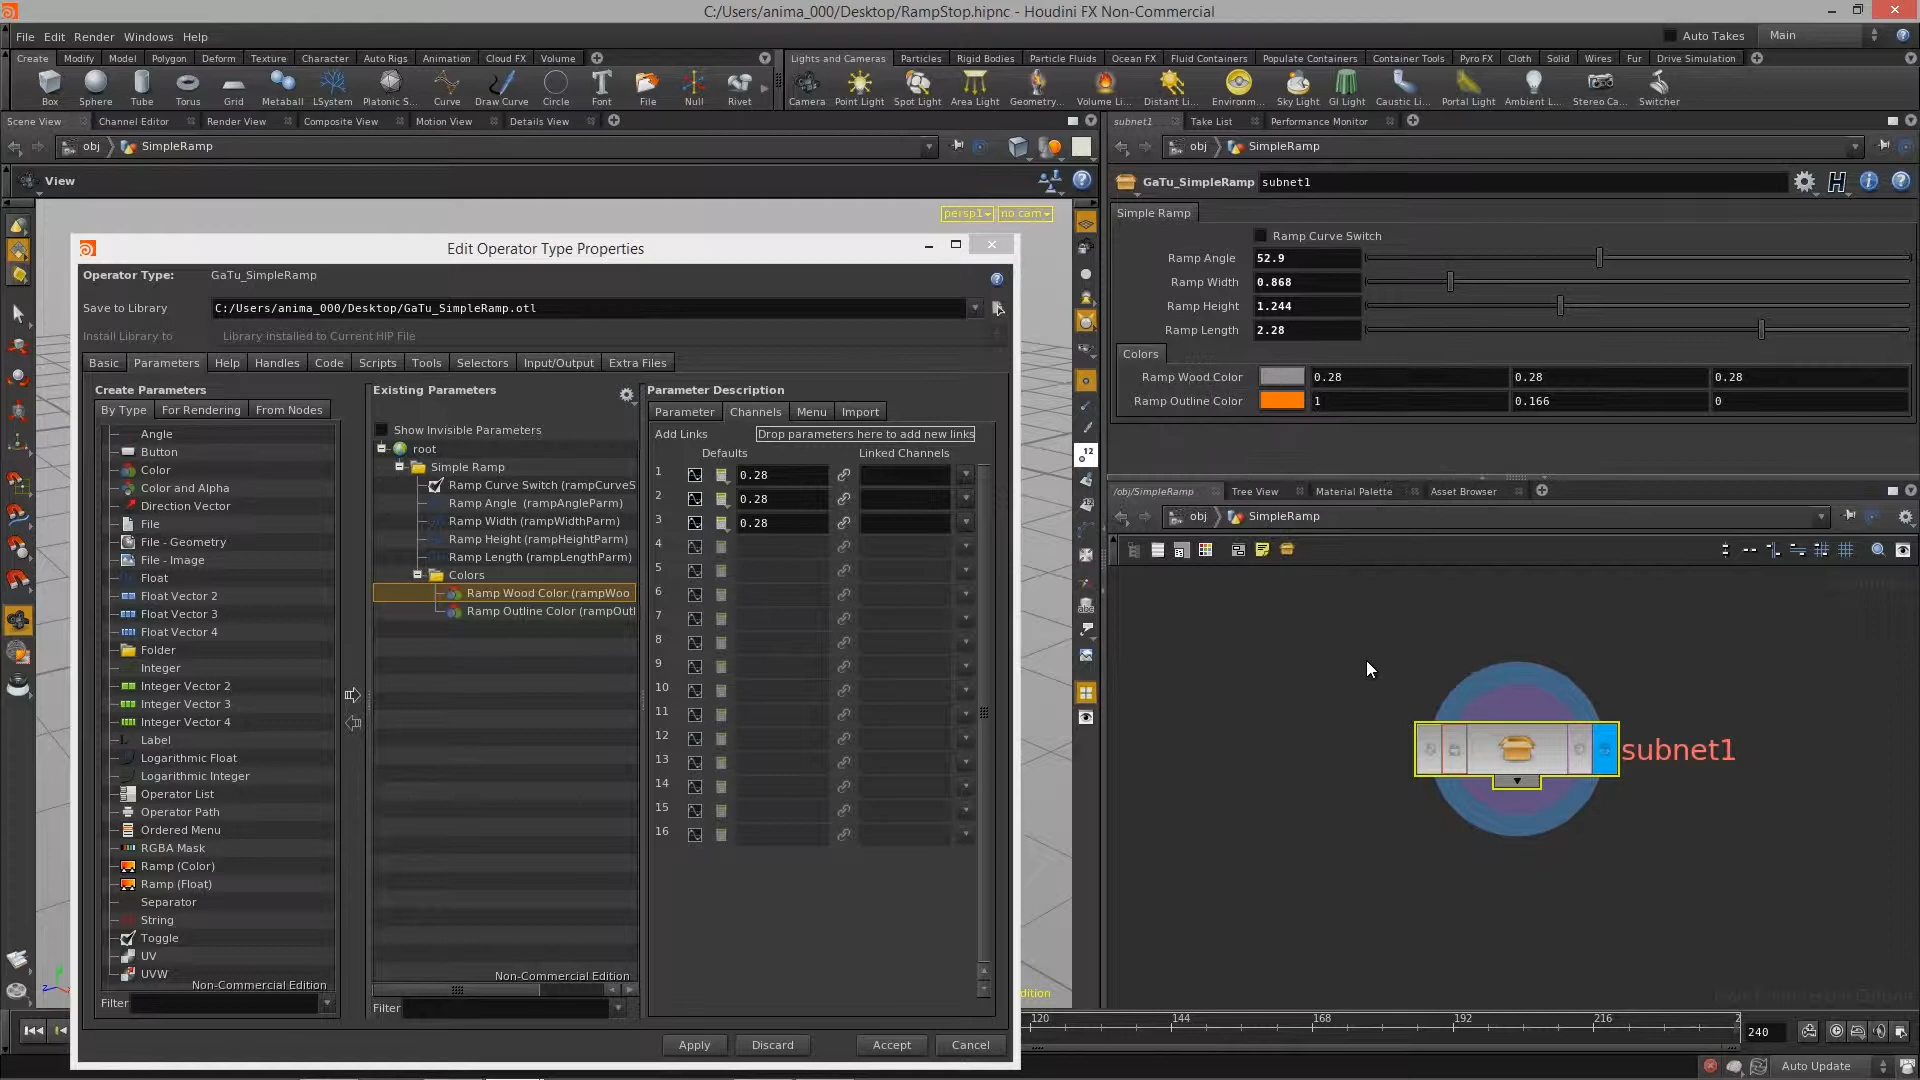 C:/Users/anima_000/Desktop/RampStop.hipnc - Houdini FX Non-Commercial
File Edit Render Windows Help
Auto Takes Main
Create Modify Model Polygon Deform Texture Character Auto Rigs Animation Cloud FX Volume
Lights and Cameras Particles Rigid Bodies Particle Fluids Ocean FX Fluid Containers Populate Containers Container Tools Pyro FX Cloth Solid Wires Fur Drive Simulation
Box Sphere Tube Torus Grid Metaball LSystem Platonic S... Curve Draw Curve Circle Font File Null Rivet
Camera Point Light Spot Light Area Light Geometry... Volume Li... Distant Li... Environm... Sky Light GI Light Caustic Li... Portal Light Ambient L... Stereo Ca... Switcher
Scene View Channel Editor Render View Composite View Motion View Details View
subnet1 Take List Performance Monitor
obj SimpleRamp
obj SimpleRamp
View
persp1 no cam
GaTu_SimpleRamp subnet1
Simple Ramp
Ramp Curve Switch
Ramp Angle 52.9
Ramp Width 0.868
Ramp Height 1.244
Ramp Length 2.28
Colors
Ramp Wood Color 0.28 0.28 0.28
Ramp Outline Color 1 0.166 0
Edit Operator Type Properties
Operator Type: GaTu_SimpleRamp
Save to Library C:/Users/anima_000/Desktop/GaTu_SimpleRamp.otl
Install Library to Library installed to Current HIP File
Basic Parameters Help Handles Code Scripts Tools Selectors Input/Output Extra Files
Create Parameters
By Type For Rendering From Nodes
Angle
Button
Color
Color and Alpha
Direction Vector
File
File - Geometry
File - Image
Float
Float Vector 2
Float Vector 3
Float Vector 4
Folder
Integer
Integer Vector 2
Integer Vector 3
Integer Vector 4
Label
Logarithmic Float
Logarithmic Integer
Operator List
Operator Path
Ordered Menu
RGBA Mask
Ramp (Color)
Ramp (Float)
Separator
String
Toggle
UV
UVW
Non-Commercial Edition
Filter
Existing Parameters
Show Invisible Parameters
root
Simple Ramp
Ramp Curve Switch (rampCurveS
Ramp Angle (rampAngleParm)
Ramp Width (rampWidthParm)
Ramp Height (rampHeightParm)
Ramp Length (rampLengthParm)
Colors
Ramp Wood Color (rampWoo
Ramp Outline Color (rampOutl
Non-Commercial Edition
Filter
Parameter Description
Parameter Channels Menu Import
Add Links Drop parameters here to add new links
Defaults Linked Channels
1 0.28
2 0.28
3 0.28
4
5
6
7
8
9
10
11
12
13
14
15
16
Apply Discard Accept Cancel
/obj/SimpleRamp Tree View Material Palette Asset Browser
obj SimpleRamp
12
abc
subnet1
dition
120 144 168 192 216 2
240
Auto Update